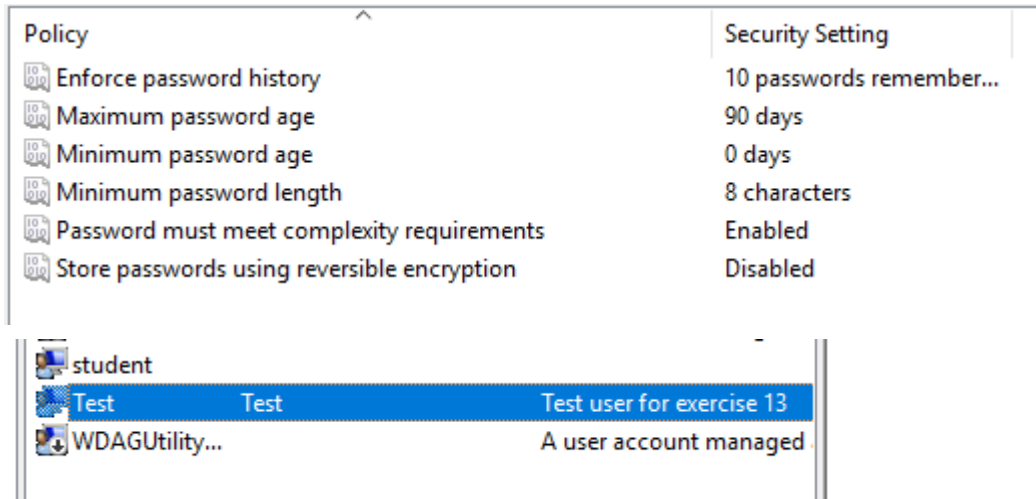 Policy Security Setting
Enforce password history 10 passwords remember...
Maximum password age 90 days
Minimum password age 0 days
Minimum password length 8 characters
Password must meet complexity requirements Enabled
Store passwords using reversible encryption Disabled
student
Test Test Test user for exercise 13
WDAGUtility... A user account managed